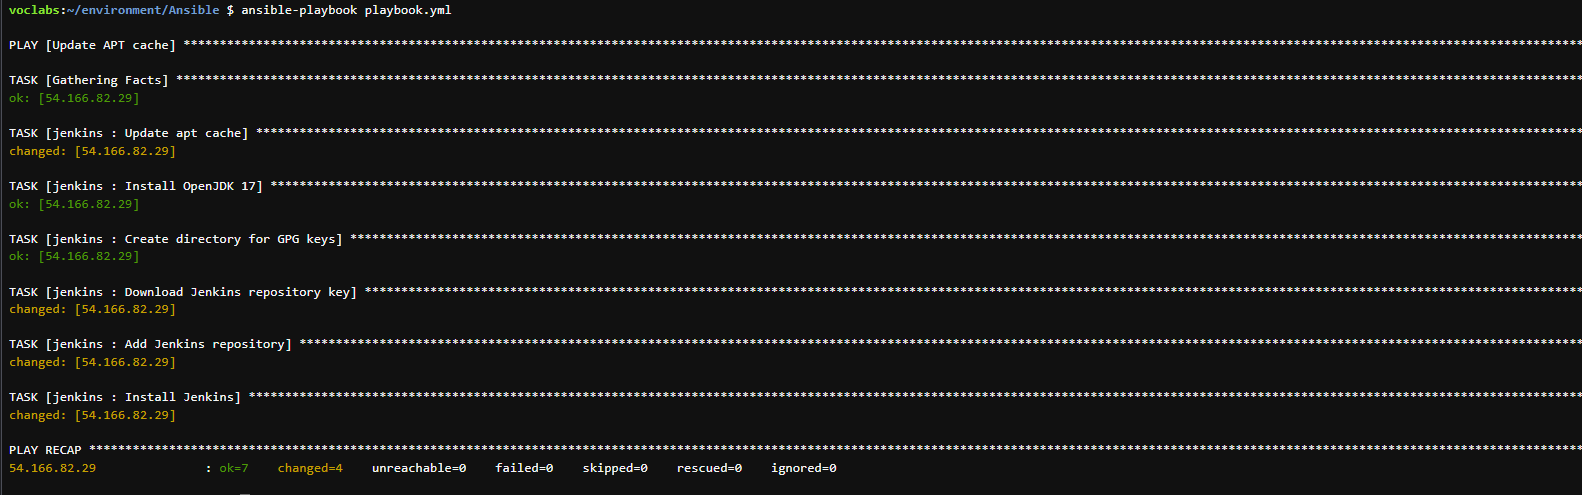 voclabs:~/environment/Ansible $ ansible-playbook playbook.yml
PLAY [Update APT cache] ****************************************************************************************************************************************************************************************************
TASK [Gathering Facts] *****************************************************************************************************************************************************************************************************
ok: [54.166.82.29]
TASK [jenkins : Update apt cache] ******************************************************************************************************************************************************************************************
changed: [54.166.82.29]
TASK [jenkins : Install OpenJDK 17] ****************************************************************************************************************************************************************************************
ok: [54.166.82.29]
TASK [jenkins : Create directory for GPG keys] *****************************************************************************************************************************************************************************
ok: [54.166.82.29]
TASK [jenkins : Download Jenkins repository key] ***************************************************************************************************************************************************************************
changed: [54.166.82.29]
TASK [jenkins : Add Jenkins repository] ************************************************************************************************************************************************************************************
changed: [54.166.82.29]
TASK [jenkins : Install Jenkins] *******************************************************************************************************************************************************************************************
changed: [54.166.82.29]
PLAY RECAP *****************************************************************************************************************************************************************************************************************
54.166.82.29               : ok=7    changed=4    unreachable=0    failed=0    skipped=0    rescued=0    ignored=0